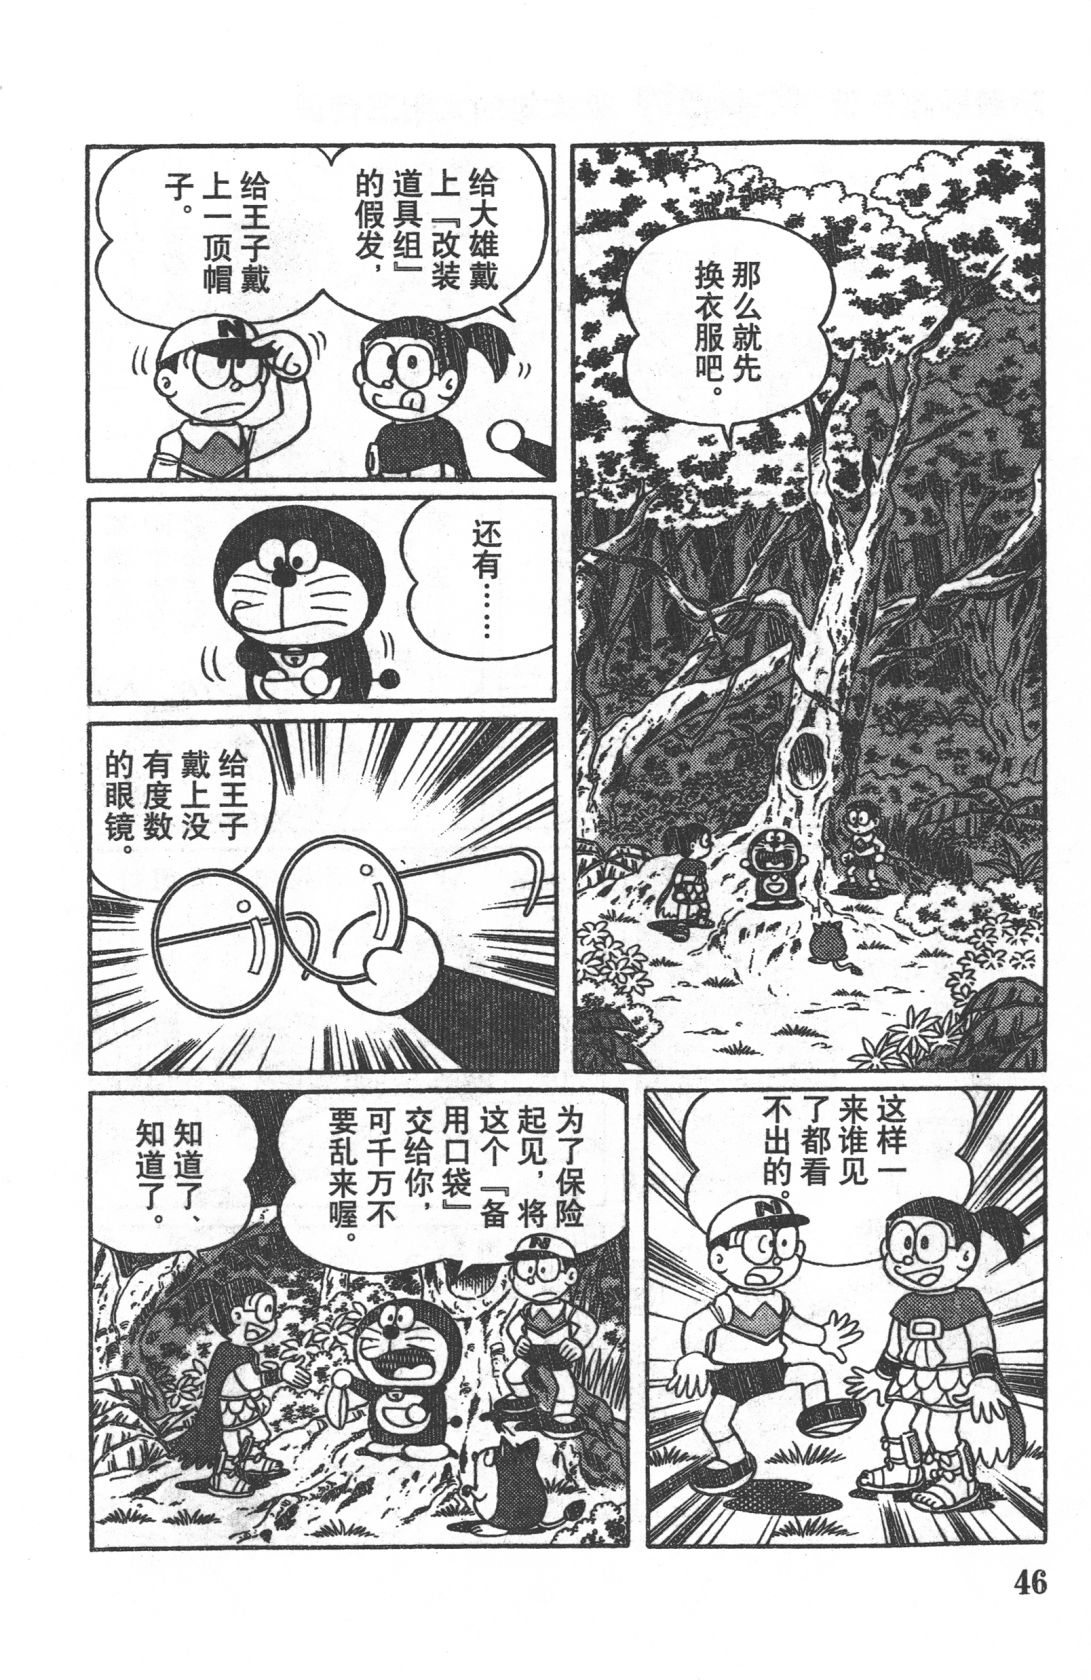 那么就先
换衣服吧。
给大雄戴
上『改装
道具组』
的假发，
给王子戴
上一顶帽
子。
N
还有……
给王子
戴上没
有度数
的眼镜。
这样一
来谁见
了都看
不出的。
N
为了保险
起见，将
这个『备
用口袋』
交给你，
可千万不
要乱来喔。
N
知道了、
知道了。
46